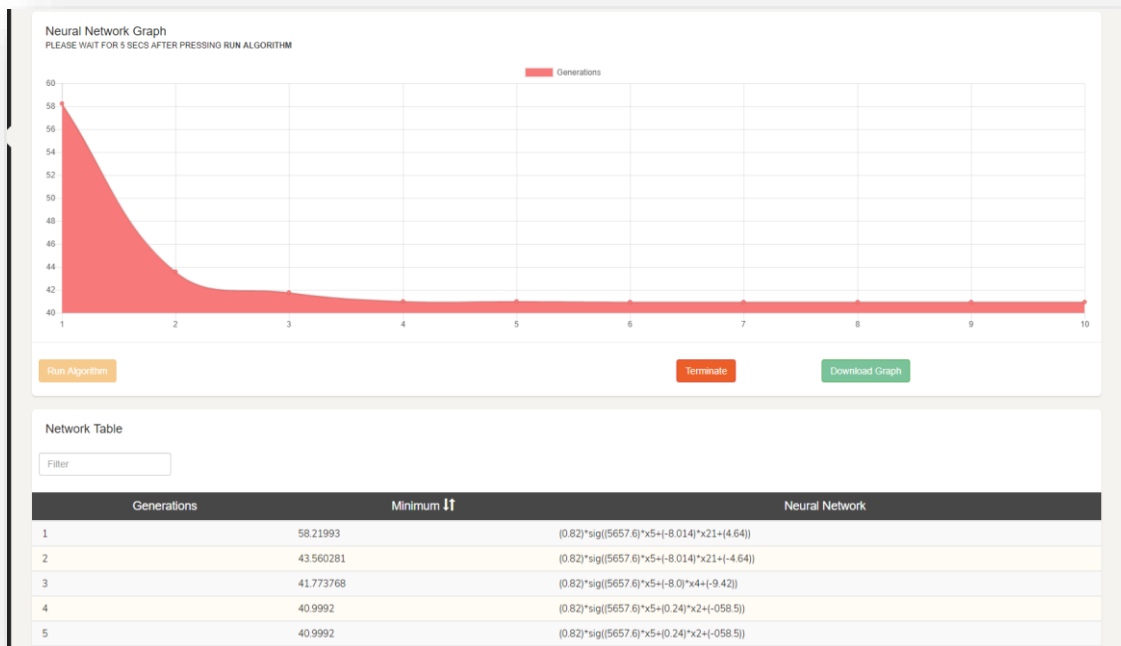 Neural Network Graph
PLEASE WAIT FOR 5 SECS AFTER PRESSING RUN ALGORITHM
Generations
60
58
56
54
52
50
48
46
44
42
40
1 2 3 4 5 6 7 8 9 10
Run Algorithm Terminate Download Graph
Network Table
Filter
Generations Minimum Neural Network
1 58.21993 (0.82)*sig((5657.6)*x5+(-8.014)*x21+(4.64))
2 43.560281 (0.82)*sig((5657.6)*x5+(-8.014)*x21+(-4.64))
3 41.773768 (0.82)*sig((5657.6)*x5+(-8.0)*x4+(-9.42))
4 40.9992 (0.82)*sig((5657.6)*x5+(0.24)*x2+(-058.5))
5 40.9992 (0.82)*sig((5657.6)*x5+(0.24)*x2+(-058.5))